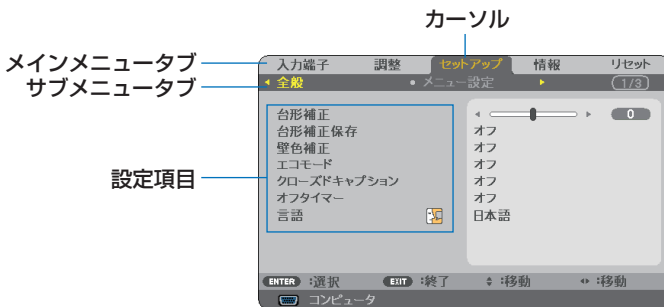 カーソル
メインメニュータブ
サブメニュータブ
設定項目
入力端子 調整 セットアップ 情報 リセット
全般 ・メニュー設定 1/3
台形補正 0
台形補正保存 オフ
壁色補正 オフ
エコモード オフ
クローズドキャプション オフ
オフタイマー オフ
言語 日本語
ENTER :選択 EXIT :終了 :移動 :移動
コンピュータ